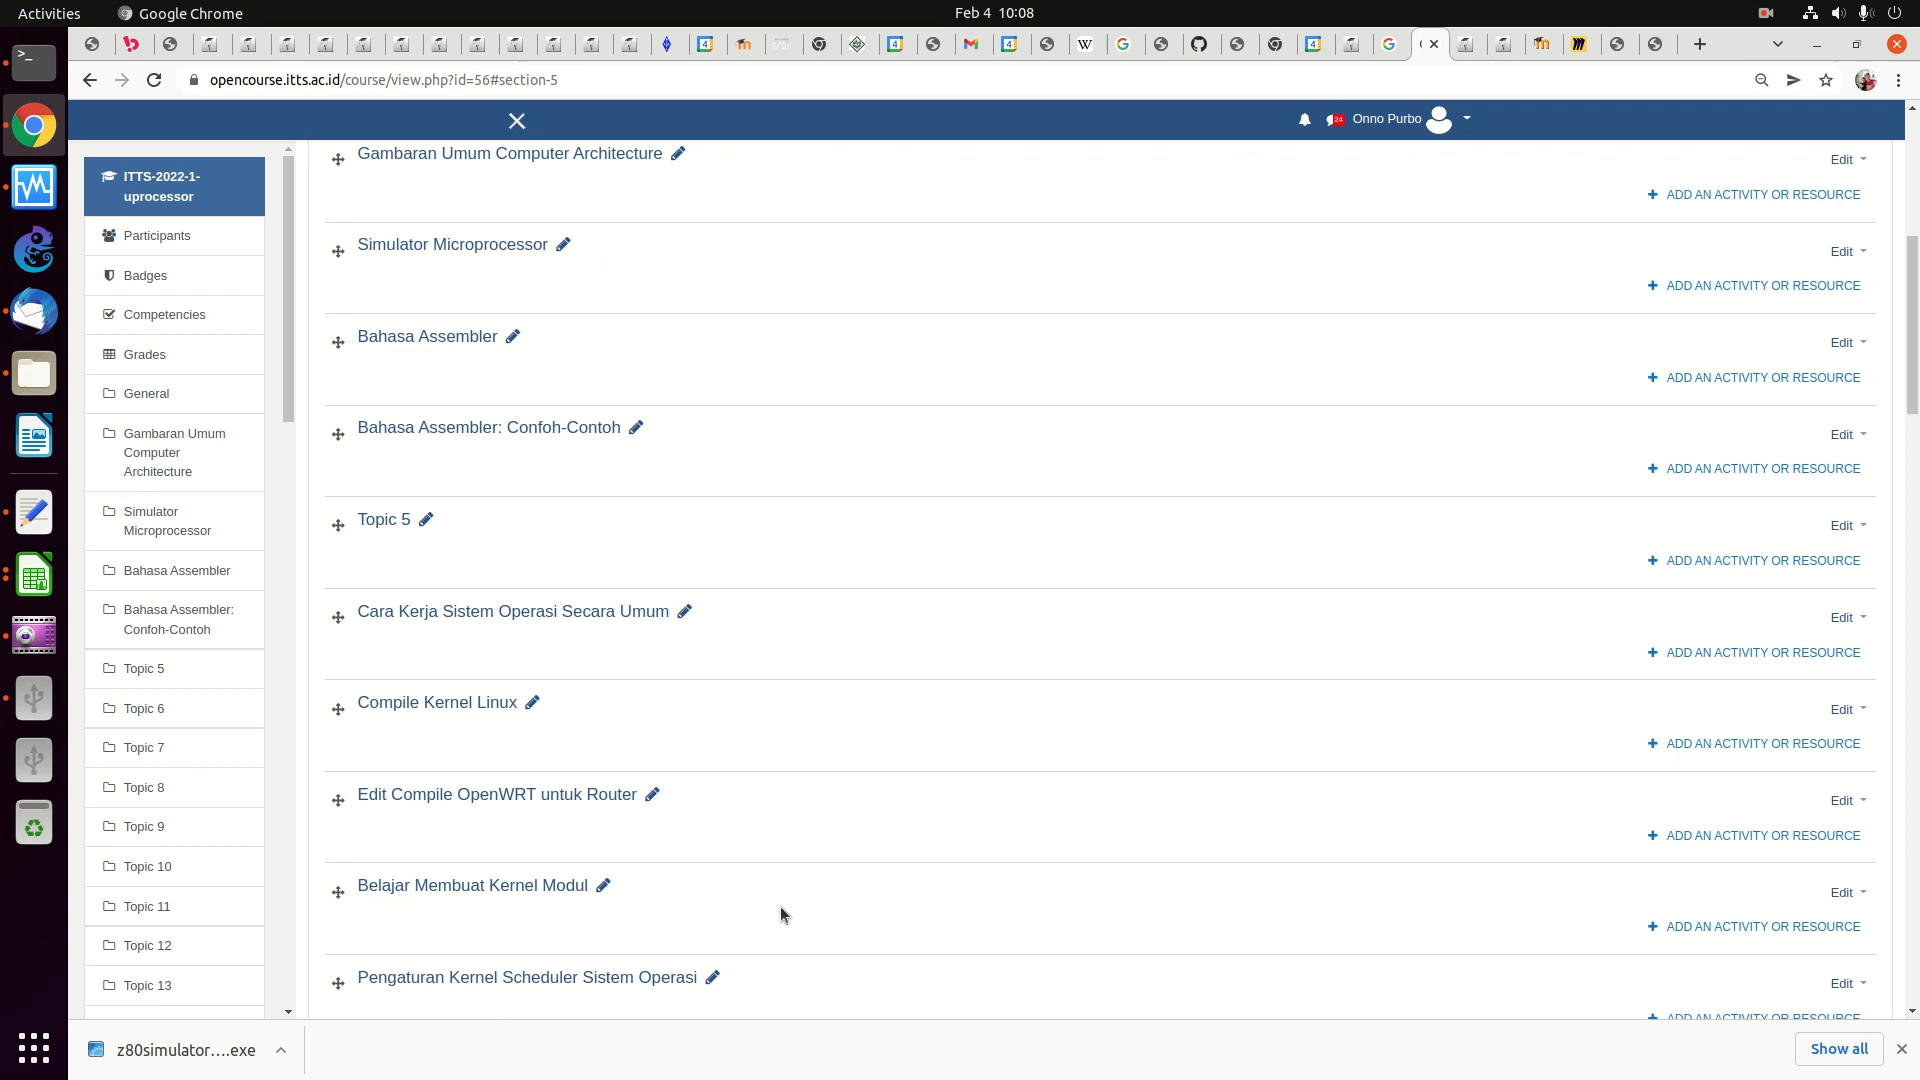 Activities
Google Chrome
Feb 4 10:08
opencourse.itts.ac.id/course/view.php?id=56#section-5
24
Onno Purbo
ITTS-2022-1-
uprocessor
Participants
Badges
Competencies
Grades
General
Gambaran Umum
Computer
Architecture
Simulator
Microprocessor
Bahasa Assembler
Bahasa Assembler:
Confoh-Contoh
Topic 5
Topic 6
Topic 7
Topic 8
Topic 9
Topic 10
Topic 11
Topic 12
Topic 13
Gambaran Umum Computer Architecture
Edit
ADD AN ACTIVITY OR RESOURCE
Simulator Microprocessor
Edit
ADD AN ACTIVITY OR RESOURCE
Bahasa Assembler
Edit
ADD AN ACTIVITY OR RESOURCE
Bahasa Assembler: Confoh-Contoh
Edit
ADD AN ACTIVITY OR RESOURCE
Topic 5
Edit
ADD AN ACTIVITY OR RESOURCE
Cara Kerja Sistem Operasi Secara Umum
Edit
ADD AN ACTIVITY OR RESOURCE
Compile Kernel Linux
Edit
ADD AN ACTIVITY OR RESOURCE
Edit Compile OpenWRT untuk Router
Edit
ADD AN ACTIVITY OR RESOURCE
Belajar Membuat Kernel Modul
Edit
ADD AN ACTIVITY OR RESOURCE
Pengaturan Kernel Scheduler Sistem Operasi
Edit
ADD AN ACTIVITY OR RESOURCE
z80simulator....exe
Show all